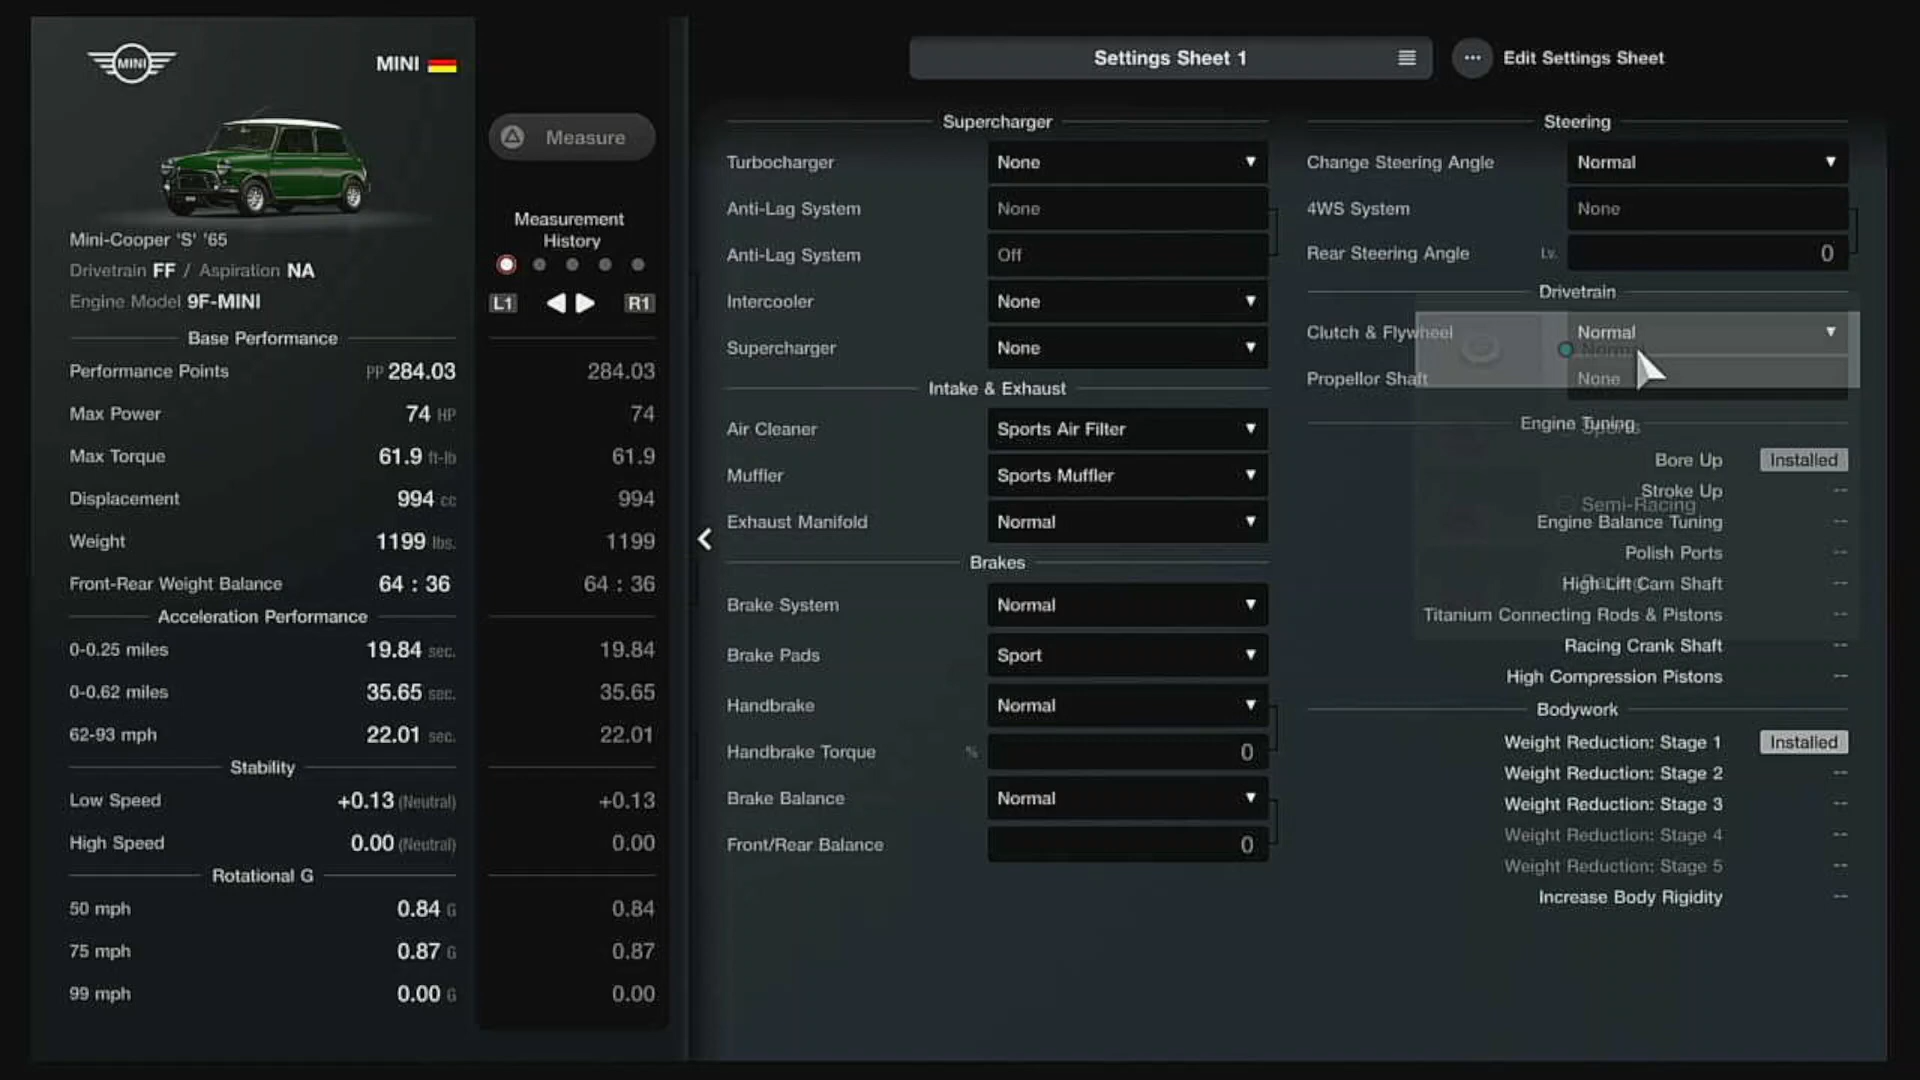 MINI
MINI
Mini-Cooper 'S' '65
Drivetrain FF / Aspiration NA
Engine Model 9F-MINI
Base Performance
Performance Points PP 284.03
Max Power 74 HP
Max Torque 61.9 ft-lb
Displacement 994 cc
Weight 1199 lbs.
Front-Rear Weight Balance 64 : 36
Acceleration Performance
0-0.25 miles 19.84 sec.
0-0.62 miles 35.65 sec.
62-93 mph 22.01 sec.
Stability
Low Speed +0.13 (Neutral)
High Speed 0.00 (Neutral)
Rotational G
50 mph 0.84 G
75 mph 0.87 G
99 mph 0.00 G
Measure
Measurement
History
L1 R1
284.03
74
61.9
994
1199
64 : 36
19.84
35.65
22.01
+0.13
0.00
0.84
0.87
0.00
Settings Sheet 1
Edit Settings Sheet
Supercharger
Turbocharger None
Anti-Lag System None
Anti-Lag System Off
Intercooler None
Supercharger None
Intake & Exhaust
Air Cleaner Sports Air Filter
Muffler Sports Muffler
Exhaust Manifold Normal
Brakes
Brake System Normal
Brake Pads Sport
Handbrake Normal
Handbrake Torque % 0
Brake Balance Normal
Front/Rear Balance 0
Steering
Change Steering Angle Normal
4WS System None
Rear Steering Angle Lv. 0
Drivetrain
Clutch & Flywheel Normal
Normal
Propellor Shaft None
Engine Tuning
Sports
Bore Up Installed
Stroke Up --
Semi-Racing
Engine Balance Tuning --
Polish Ports --
High Lift Cam Shaft --
Titanium Connecting Rods & Pistons --
Racing Crank Shaft --
High Compression Pistons --
Bodywork
Weight Reduction: Stage 1 Installed
Weight Reduction: Stage 2 --
Weight Reduction: Stage 3 --
Weight Reduction: Stage 4 --
Weight Reduction: Stage 5 --
Increase Body Rigidity --